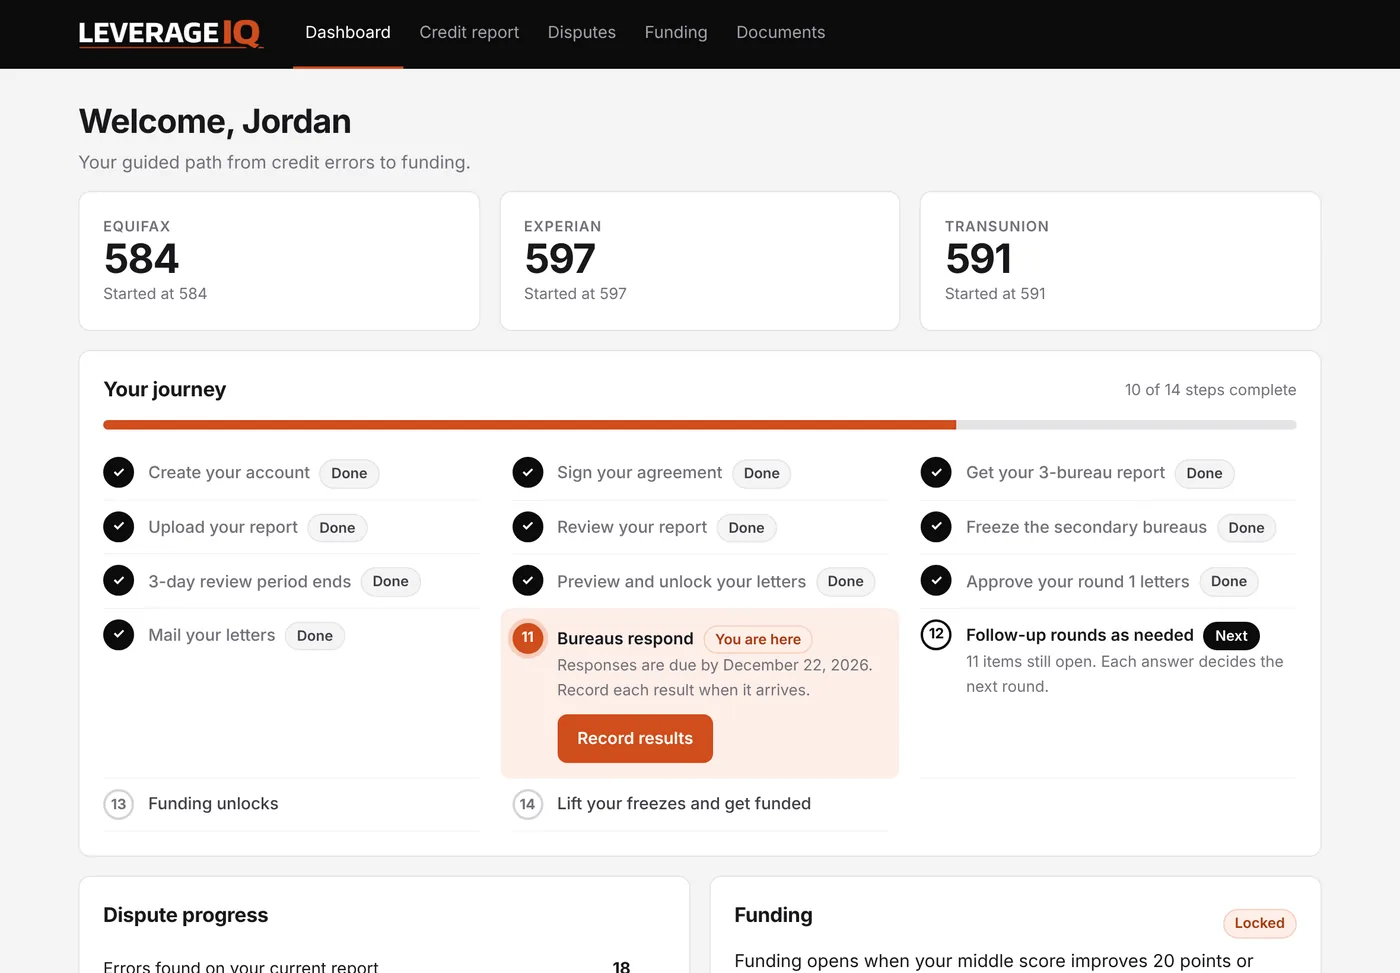 LEVERAGE IQ
Dashboard
Credit report
Disputes
Funding
Documents
Welcome, Jordan
Your guided path from credit errors to funding.
EQUIFAX
584
Started at 584
EXPERIAN
597
Started at 597
TRANSUNION
591
Started at 591
Your journey
10 of 14 steps complete
Create your account Done
Sign your agreement Done
Get your 3-bureau report Done
Upload your report Done
Review your report Done
Freeze the secondary bureaus Done
3-day review period ends Done
Preview and unlock your letters Done
Approve your round 1 letters Done
Mail your letters Done
11 Bureaus respond You are here
Responses are due by December 22, 2026.
Record each result when it arrives.
Record results
12 Follow-up rounds as needed Next
11 items still open. Each answer decides the
next round.
13 Funding unlocks
14 Lift your freezes and get funded
Dispute progress
Errors found on your current report 18
Funding
Locked
Funding opens when your middle score improves 20 points or